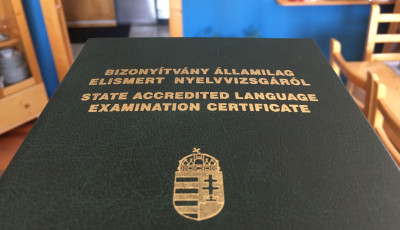 BIZONYÍTVÁNY ÁLLAMILAG
ELISMERT NYELVVIZSGÁRÓL
STATE ACCREDITED LANGUAGE
EXAMINATION CERTIFICATE